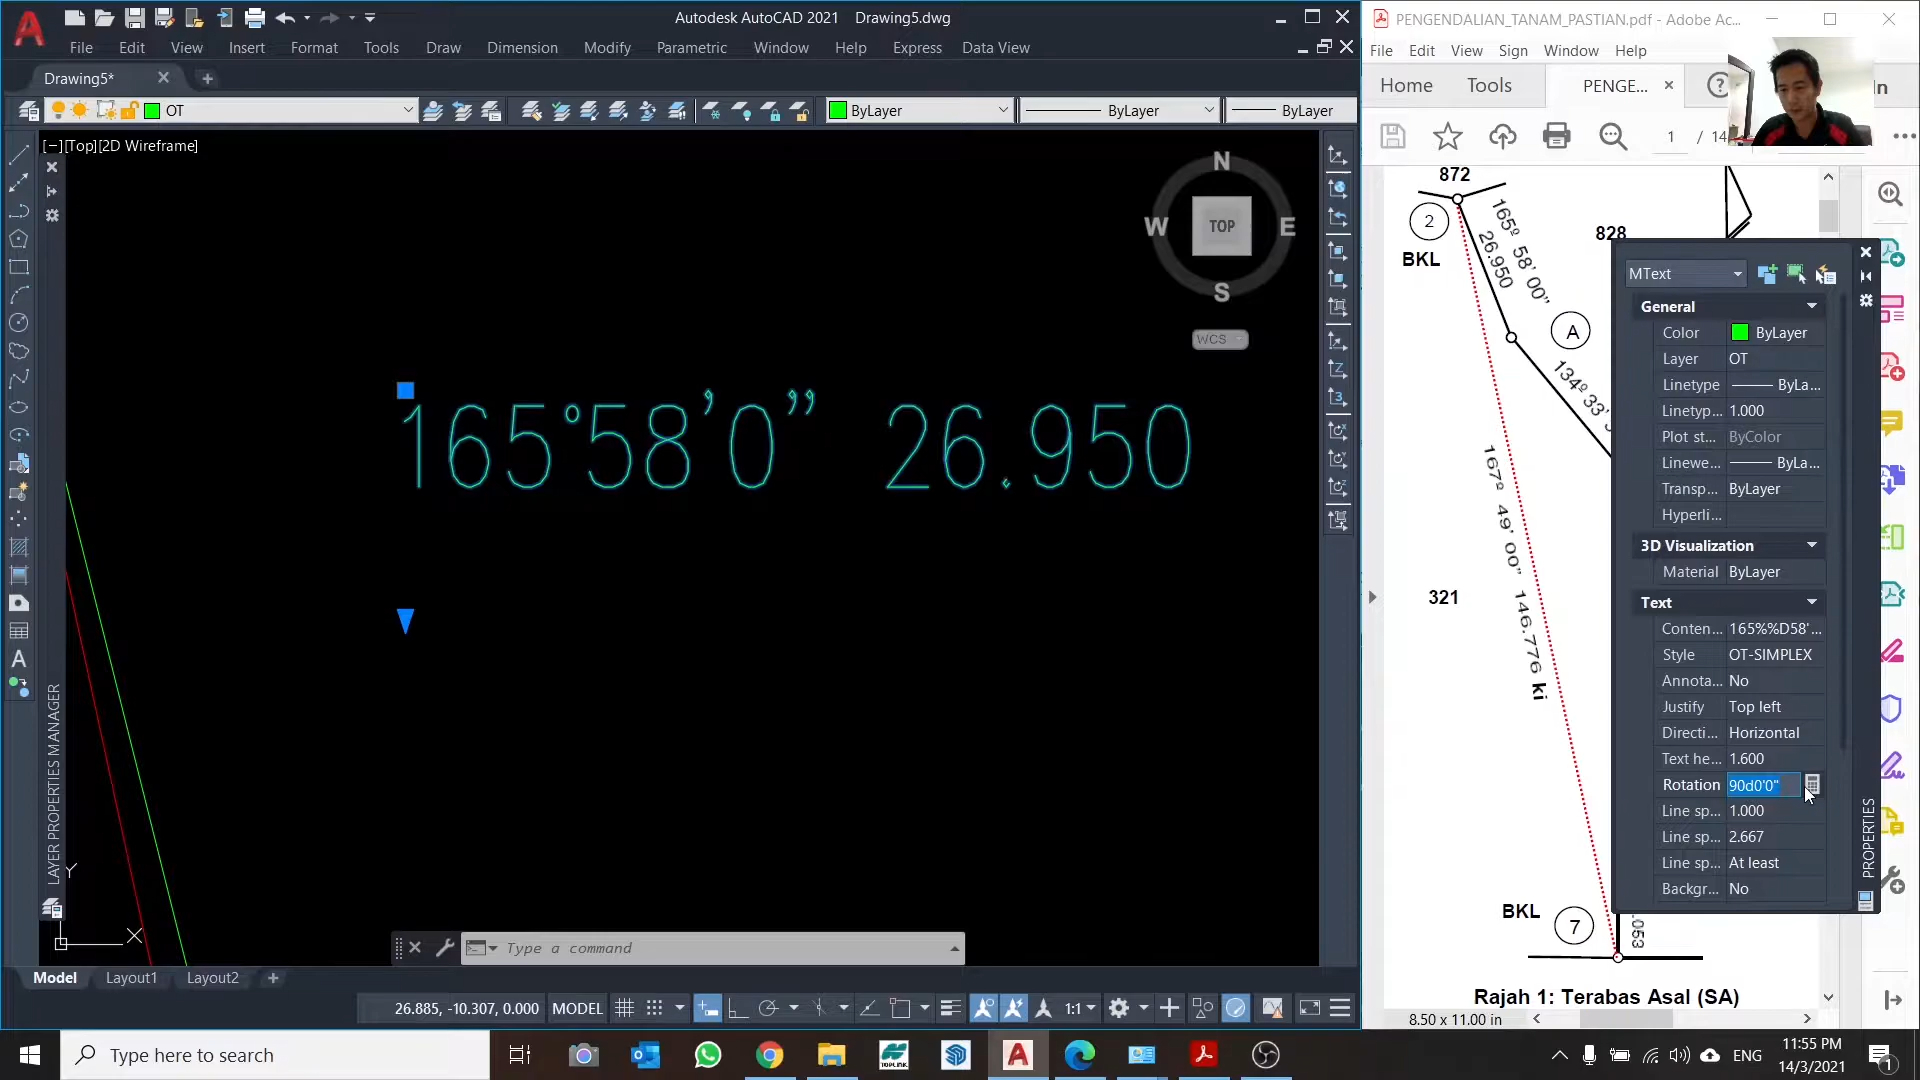 Autodesk AutoCAD 2021 Drawing5.dwg
File Edit View Insert Format Tools Draw Dimension Modify Parametric Window Help Express Data View
Drawing5*
OT
ByLayer
ByLayer
ByLayer
[−][Top][2D Wireframe]
N
W TOP E
S
WCS
165°58'0" 26.950
LAYER PROPERTIES MANAGER
Y
X
Type a command
Model Layout1 Layout2
26.885, -10.307, 0.000 MODEL 1:1
PENGENDALIAN_TANAM_PASTIAN.pdf - Adobe Ac...
File Edit View Sign Window Help
Home Tools PENGE...
1 / 14
872
2
BKL
165º 58' 00"
26.950
828
A
134º 33'
167º 49' 00" 146.776 ki
321
BKL
7
.053
Rajah 1: Terabas Asal (SA)
8.50 x 11.00 in
MText
General
Color ByLayer
Layer OT
Linetype ByLa...
Linetyp... 1.000
Plot st... ByColor
Linewe... ByLa...
Transp... ByLayer
Hyperli...
3D Visualization
Material ByLayer
Text
Conten... 165%%D58'...
Style OT-SIMPLEX
Annota... No
Justify Top left
Directi... Horizontal
Text he... 1.600
Rotation 90d0'0"
Line sp... 1.000
Line sp... 2.667
Line sp... At least
Backgr... No
PROPERTIES
Type here to search
TOPLINK
ENG
11:55 PM
14/3/2021
1